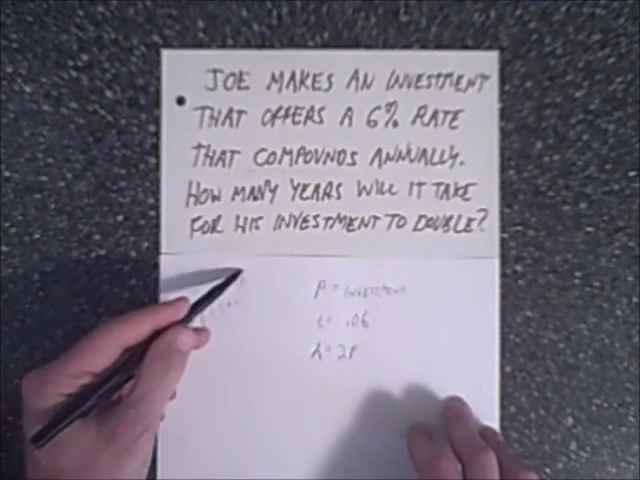 JOE MAKES AN INVESTMENT
THAT OFFERS A 6% RATE
THAT COMPOUNDS ANNUALLY.
HOW MANY YEARS WILL IT TAKE
FOR HIS INVESTMENT TO DOUBLE?
P = INVESTMENT
i = .06
A = 2P